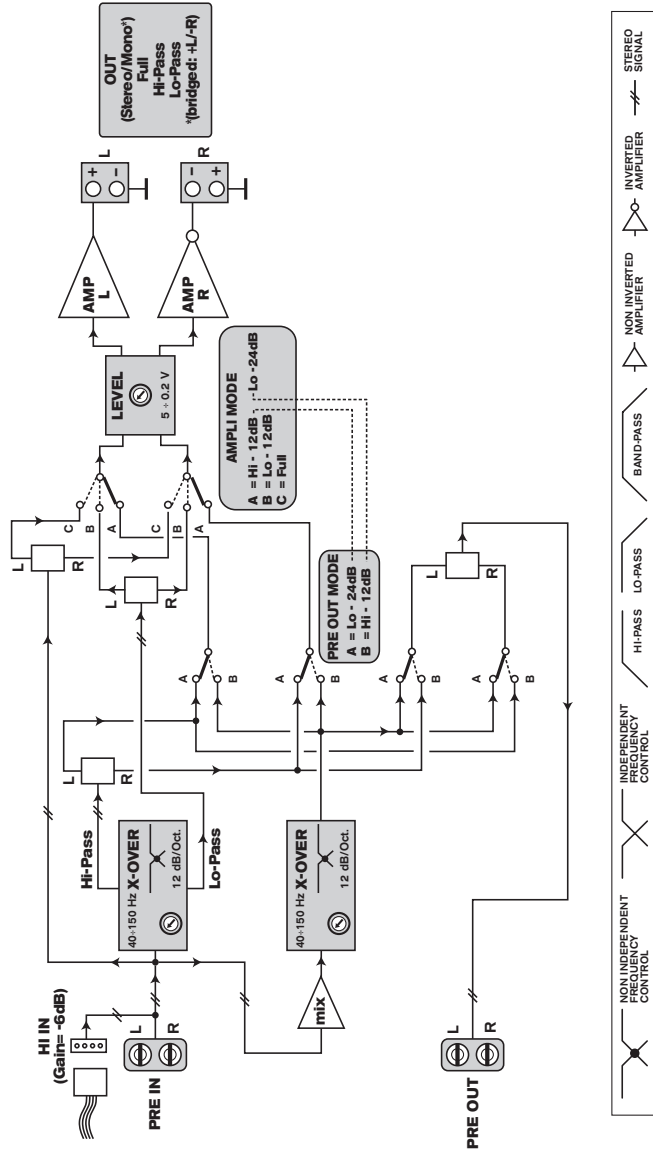 HI IN
(Gain= -6dB)
PRE IN
L
R
40÷150 Hz X-OVER
12 dB/Oct.
Hi-Pass
Lo-Pass
L
R
L
R
L
R
C
B
A
C
B
A
LEVEL
5 ÷ 0.2 V
AMP
L
AMP
R
+
−
L
−
+
R
OUT
(Stereo/Mono*)
Full
Hi-Pass
Lo-Pass
*(bridged: +L/-R)
AMPLI MODE
A = Hi - 12dB
B = Lo - 12dB
C = Full
Lo -24dB
mix
40÷150 Hz X-OVER
12 dB/Oct.
A
B
A
B
A
B
A
B
PRE OUT MODE
A = Lo - 24dB
B = Hi - 12dB
L
R
PRE OUT
L
R
NON INDEPENDENT
FREQUENCY
CONTROL
INDEPENDENT
FREQUENCY
CONTROL
HI-PASS
LO-PASS
BAND-PASS
NON INVERTED
AMPLIFIER
INVERTED
AMPLIFIER
STEREO
SIGNAL